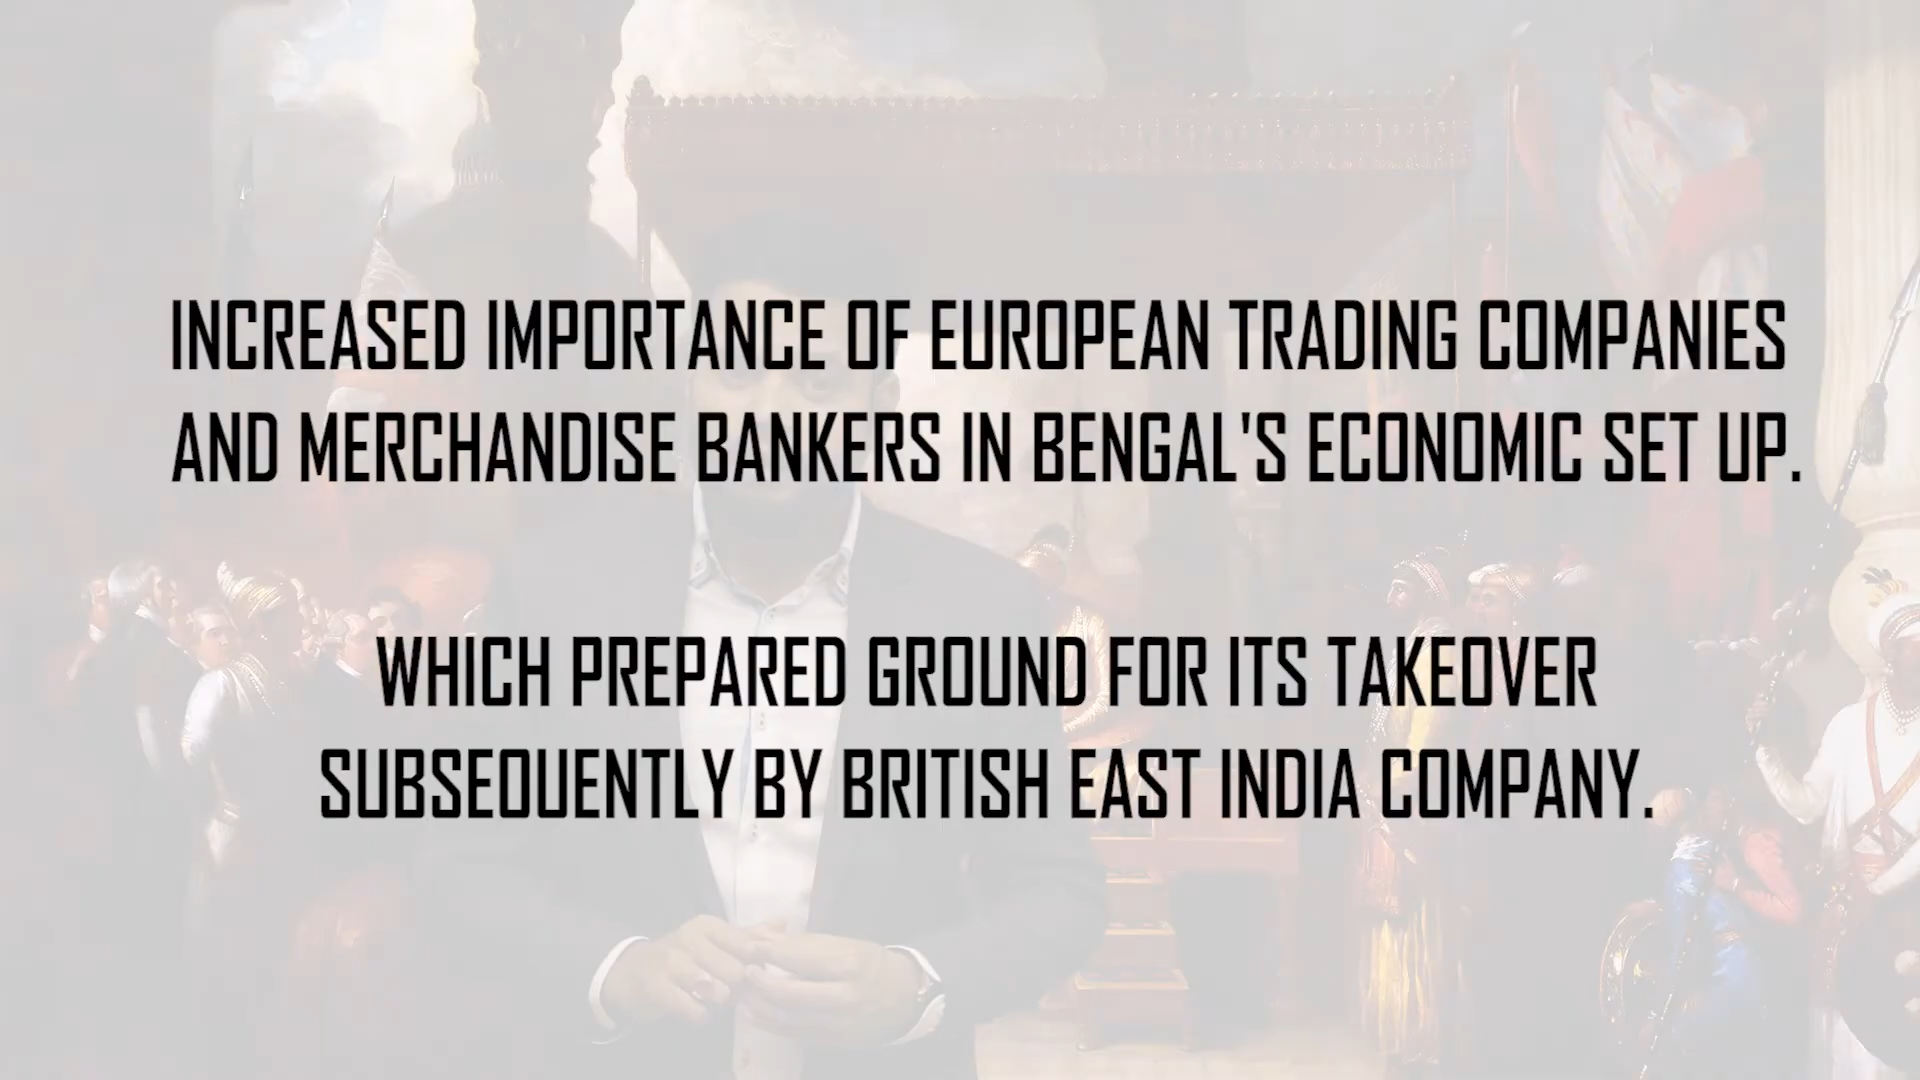 INCREASED IMPORTANCE OF EUROPEAN TRADING COMPANIES
AND MERCHANDISE BANKERS IN BENGAL'S ECONOMIC SET UP.
WHICH PREPARED GROUND FOR ITS TAKEOVER
SUBSEQUENTLY BY BRITISH EAST INDIA COMPANY.